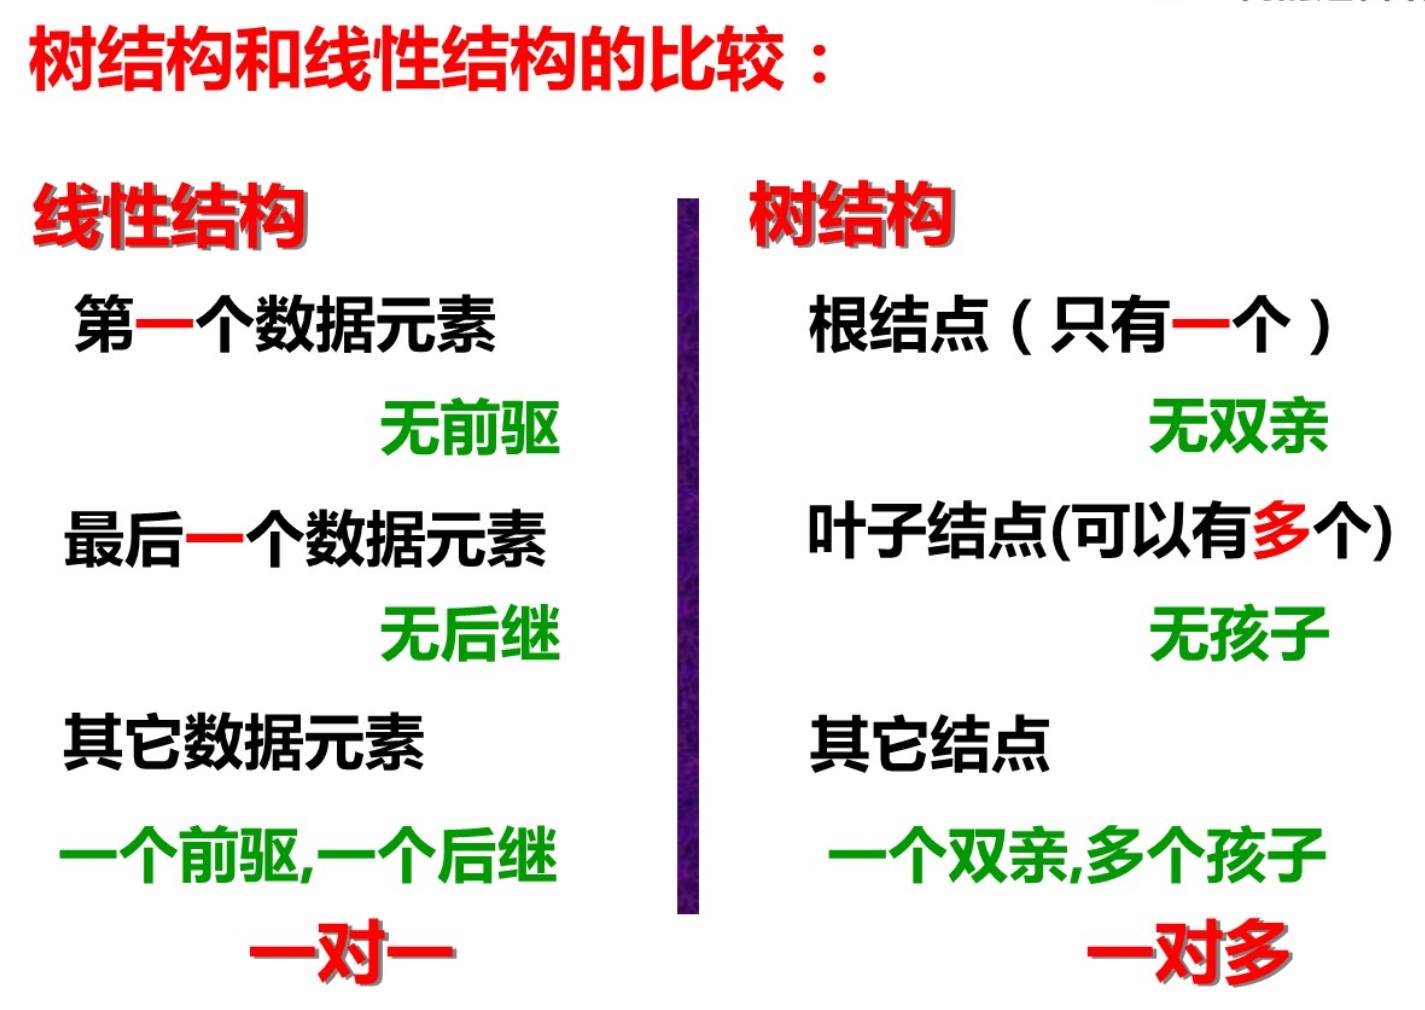 树结构和线性结构的比较：
线性结构
第一个数据元素
无前驱
最后一个数据元素
无后继
其它数据元素
一个前驱,一个后继
一对一
树结构
根结点（只有一个）
无双亲
叶子结点(可以有多个)
无孩子
其它结点
一个双亲,多个孩子
一对多